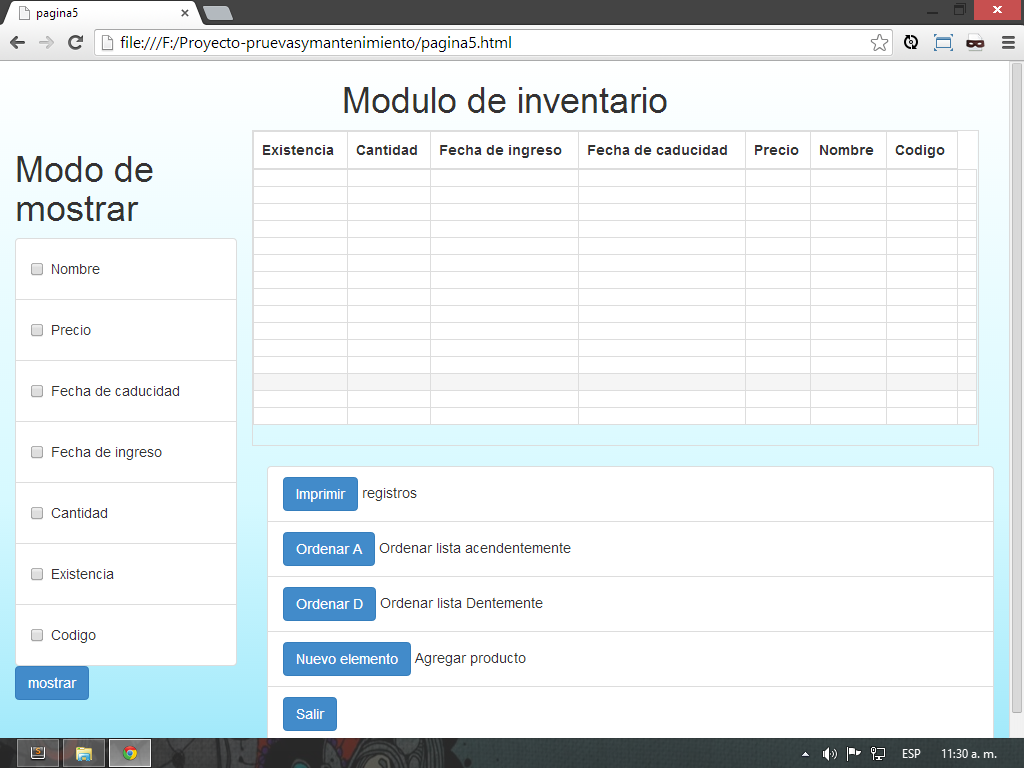 pagina5
file:///F:/Proyecto-pruevasymantenimiento/pagina5.html
Modulo de inventario
Modo de
mostrar
Nombre
Precio
Fecha de caducidad
Fecha de ingreso
Cantidad
Existencia
Codigo
mostrar
Existencia Cantidad Fecha de ingreso Fecha de caducidad Precio Nombre Codigo
Imprimir registros
Ordenar A Ordenar lista acendentemente
Ordenar D Ordenar lista Dentemente
Nuevo elemento Agregar producto
Salir
ESP 11:30 a. m.